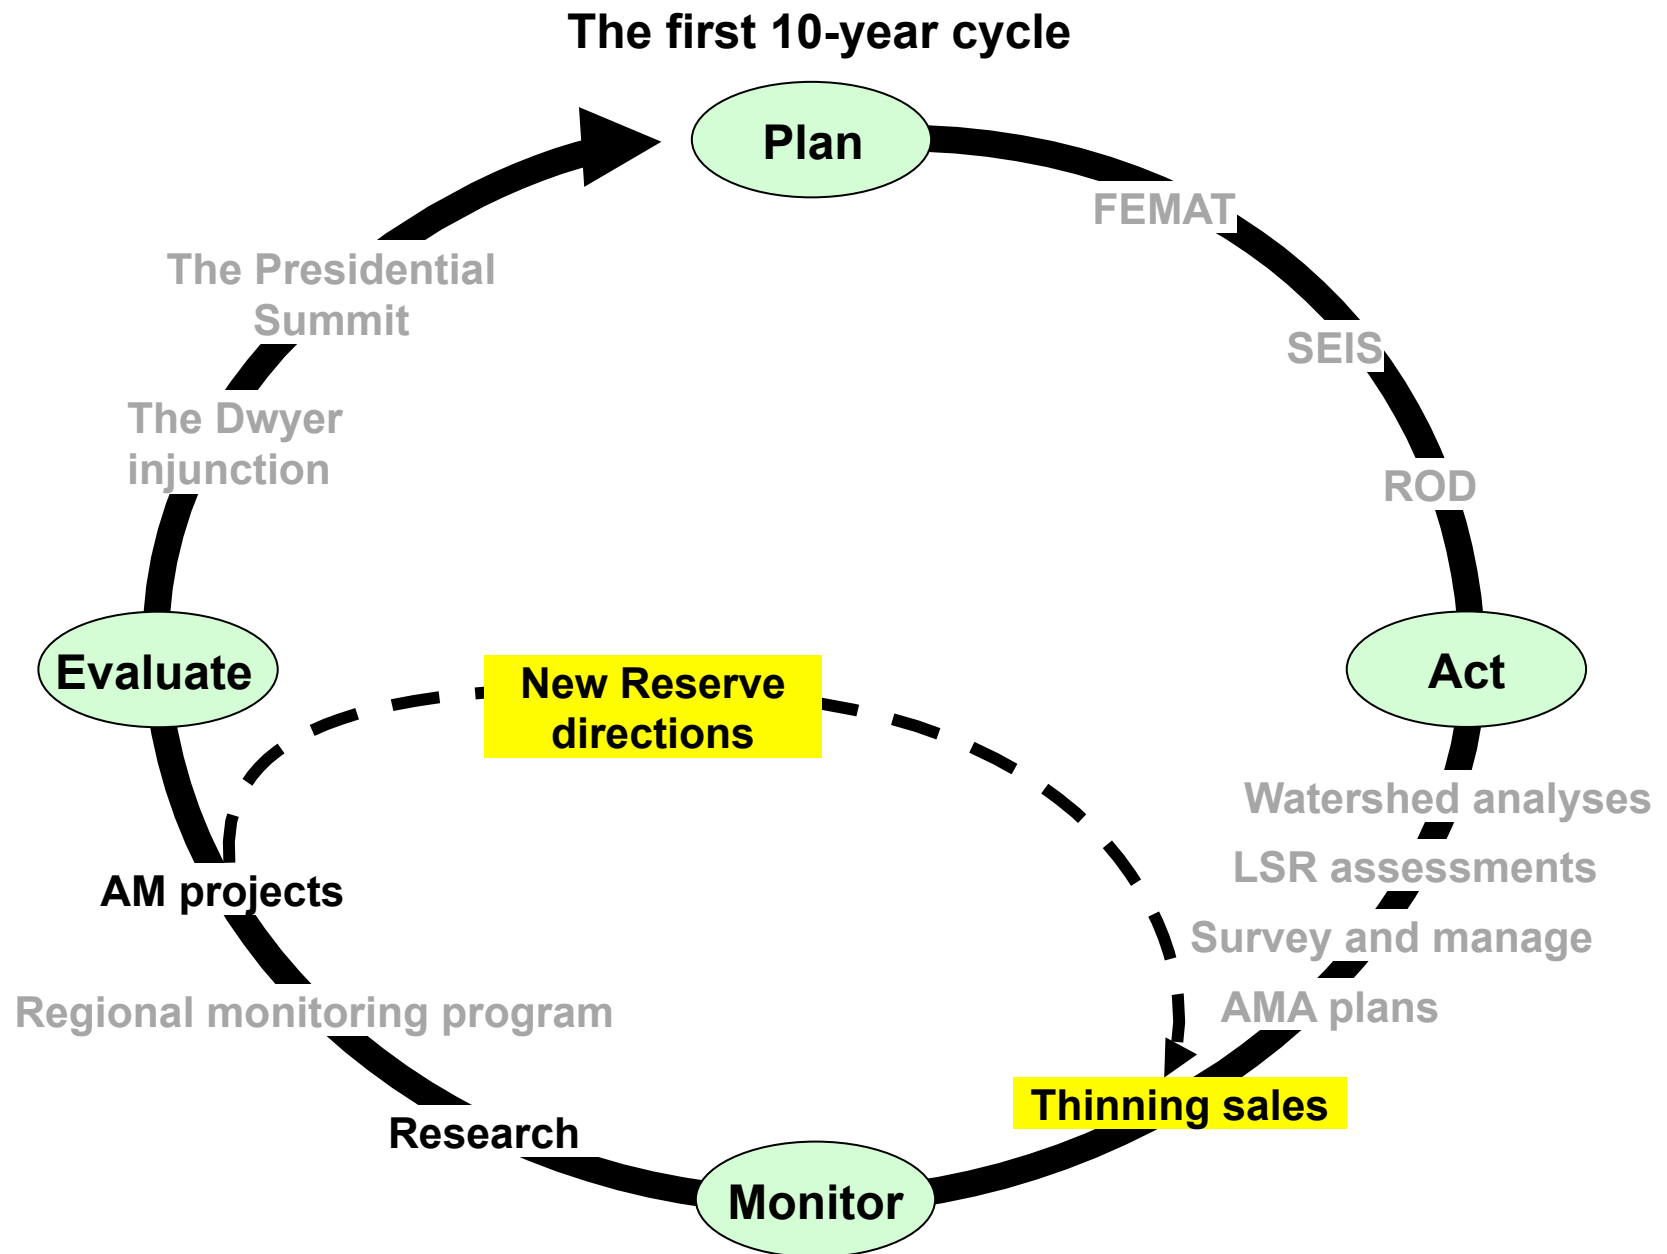 The first 10-year cycle
Plan
FEMAT
SEIS
ROD
Act
Watershed analyses
LSR assessments
Survey and manage
AMA plans
Thinning sales
Monitor
Research
Regional monitoring program
AM projects
Evaluate
The Dwyer
injunction
The Presidential
Summit
New Reserve
directions